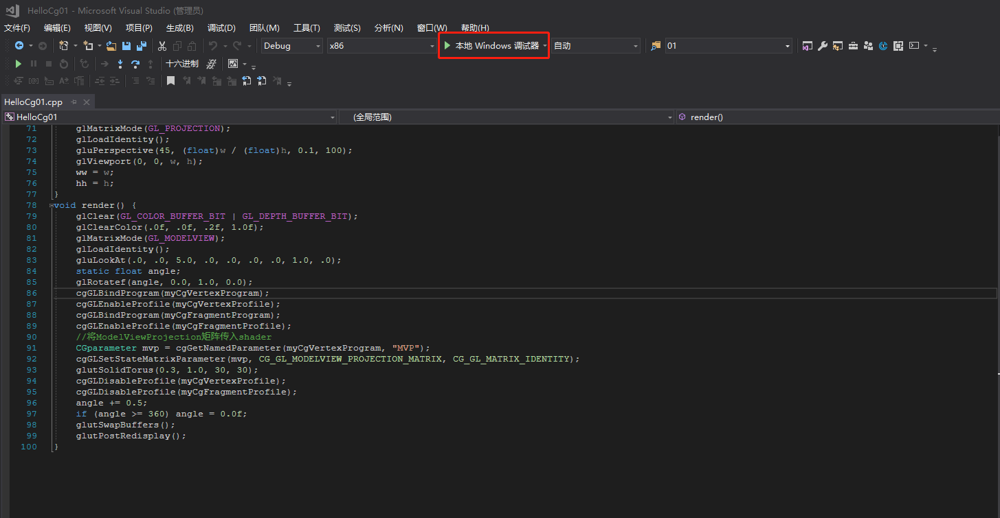 HelloCg01 - Microsoft Visual Studio (管理员)
文件(F) 编辑(E) 视图(V) 项目(P) 生成(B) 调试(D) 团队(M) 工具(T) 测试(S) 分析(N) 窗口(W) 帮助(H)
Debug x86 本地 Windows 调试器 自动 01
十六进制
HelloCg01.cpp
HelloCg01 (全局范围) render()
71 glMatrixMode(GL_PROJECTION);
72 glLoadIdentity();
73 gluPerspective(45, (float)w / (float)h, 0.1, 100);
74 glViewport(0, 0, w, h);
75 ww = w;
76 hh = h;
77 }
78 void render() {
79 glClear(GL_COLOR_BUFFER_BIT | GL_DEPTH_BUFFER_BIT);
80 glClearColor(.0f, .0f, .2f, 1.0f);
81 glMatrixMode(GL_MODELVIEW);
82 glLoadIdentity();
83 gluLookAt(.0, .0, 5.0, .0, .0, .0, .0, 1.0, .0);
84 static float angle;
85 glRotatef(angle, 0.0, 1.0, 0.0);
86 cgGLBindProgram(myCgVertexProgram);
87 cgGLEnableProfile(myCgVertexProfile);
88 cgGLBindProgram(myCgFragmentProgram);
89 cgGLEnableProfile(myCgFragmentProfile);
90 //将ModelViewProjection矩阵传入shader
91 CGparameter mvp = cgGetNamedParameter(myCgVertexProgram, "MVP");
92 cgGLSetStateMatrixParameter(mvp, CG_GL_MODELVIEW_PROJECTION_MATRIX, CG_GL_MATRIX_IDENTITY);
93 glutSolidTorus(0.3, 1.0, 30, 30);
94 cgGLDisableProfile(myCgVertexProfile);
95 cgGLDisableProfile(myCgFragmentProfile);
96 angle += 0.5;
97 if (angle >= 360) angle = 0.0f;
98 glutSwapBuffers();
99 glutPostRedisplay();
100 }